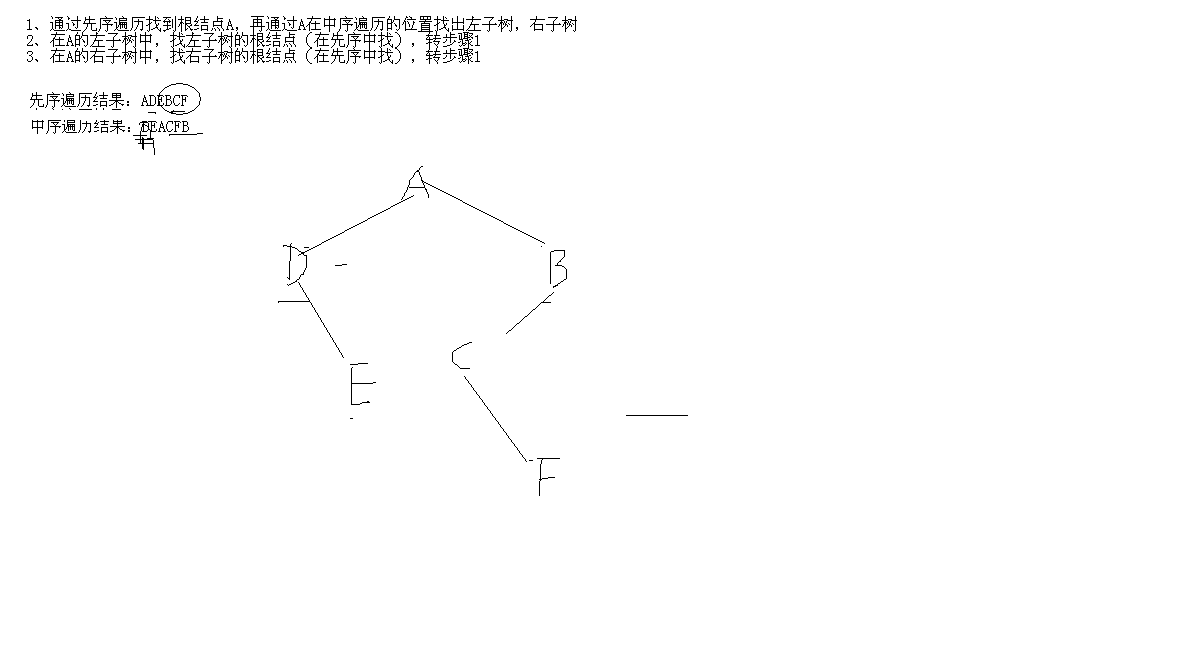 1、通过先序遍历找到根结点A，再通过A在中序遍历的位置找出左子树，右子树
2、在A的左子树中，找左子树的根结点（在先序中找），转步骤1
3、在A的右子树中，找右子树的根结点（在先序中找），转步骤1
先序遍历结果：ADEBCF
中序遍历结果：DEACFB
A
D
B
C
E
F